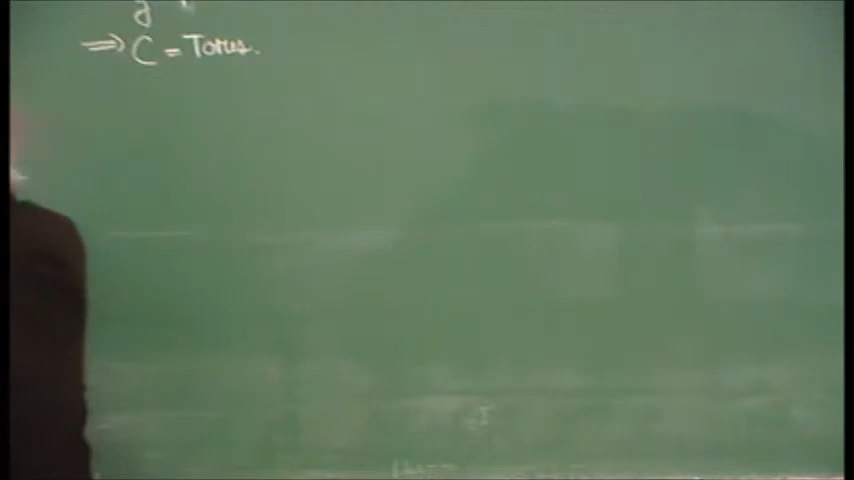 ⇒ C = Torus.